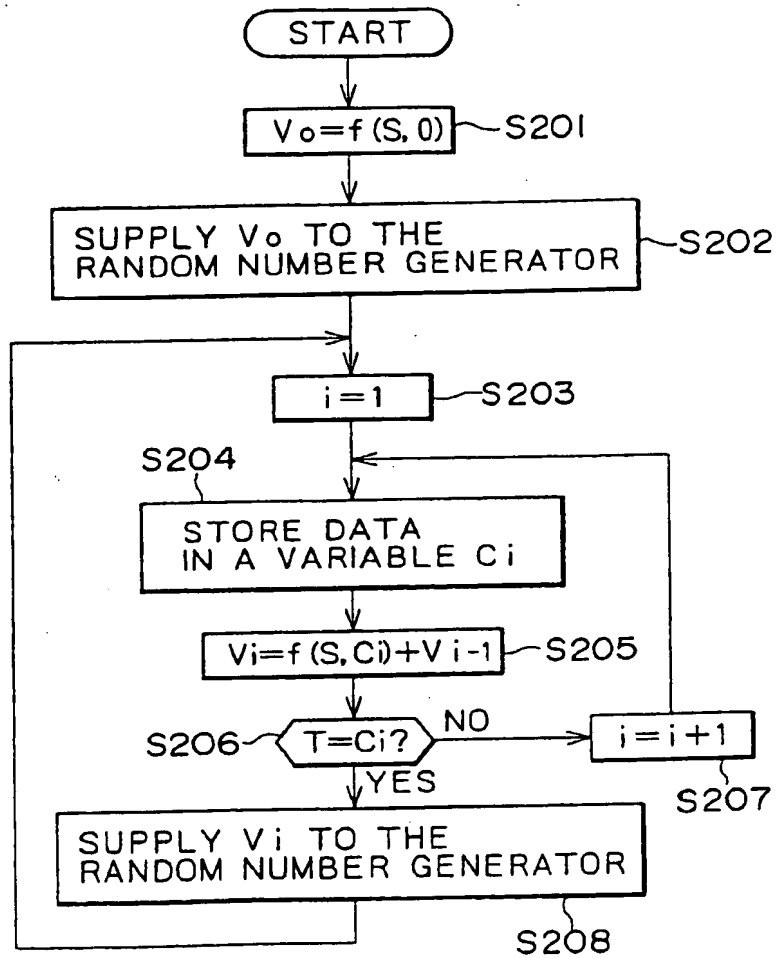 START
Vo=f(S,0)
S201
SUPPLY Vo TO THE
RANDOM NUMBER GENERATOR
S202
i=1
S203
S204
STORE DATA
IN A VARIABLE Ci
Vi=f(S,Ci)+Vi-1
S205
S206
T=Ci?
NO
i=i+1
S207
YES
SUPPLY Vi TO THE
RANDOM NUMBER GENERATOR
S208